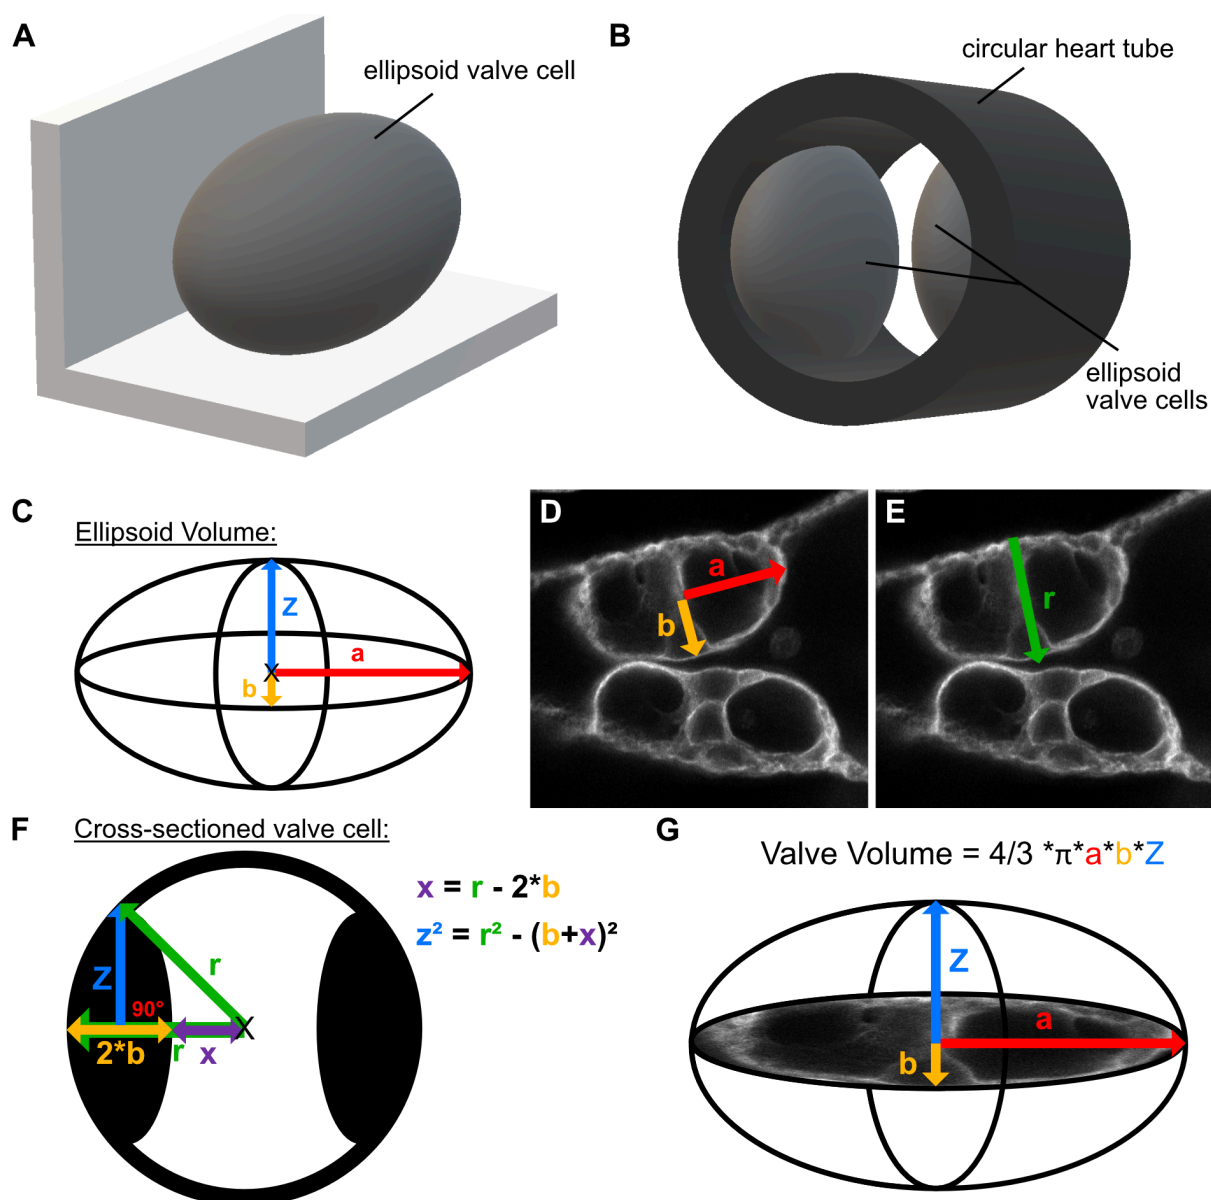 A
ellipsoid valve cell
B
circular heart tube
ellipsoid
valve cells
C
Ellipsoid Volume:
Z
a
b
X
D
a
b
E
r
F
Cross-sectioned valve cell:
x = r - 2*b
z² = r² - (b+x)²
Z
r
90°
X
2*b
r
x
G
Valve Volume = 4/3 *π*a*b*Z
Z
a
b